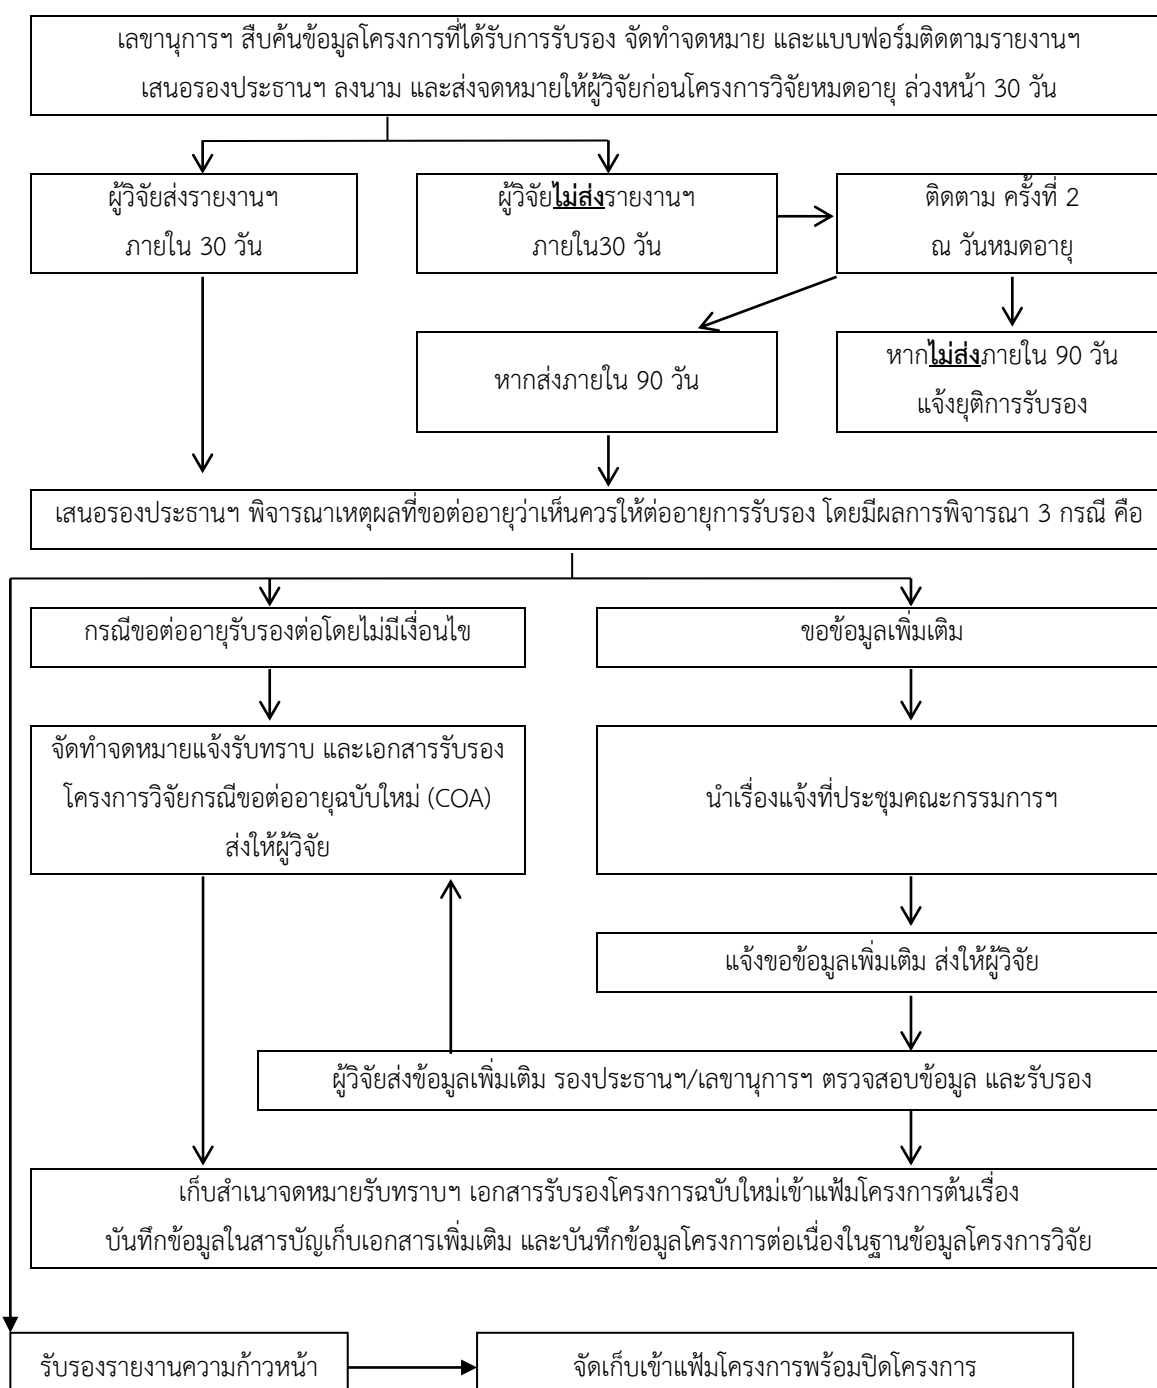 เลขานุการฯ สืบค้นข้อมูลโครงการที่ได้รับการรับรอง จัดทำจดหมาย และแบบฟอร์มติดตามรายงานฯ
เสนอรองประธานฯ ลงนาม และส่งจดหมายให้ผู้วิจัยก่อนโครงการวิจัยหมดอายุ ล่วงหน้า 30 วัน
ผู้วิจัยส่งรายงานฯ
ภายใน 30 วัน
ผู้วิจัยไม่ส่งรายงานฯ
ภายใน30 วัน
ติดตาม ครั้งที่ 2
ณ วันหมดอายุ
หากส่งภายใน 90 วัน
หากไม่ส่งภายใน 90 วัน
แจ้งยุติการรับรอง
เสนอรองประธานฯ พิจารณาเหตุผลที่ขอต่ออายุว่าเห็นควรให้ต่ออายุการรับรอง โดยมีผลการพิจารณา 3 กรณี คือ
กรณีขอต่ออายุรับรองต่อโดยไม่มีเงื่อนไข
ขอข้อมูลเพิ่มเติม
จัดทำจดหมายแจ้งรับทราบ และเอกสารรับรอง
โครงการวิจัยกรณีขอต่ออายุฉบับใหม่ (COA)
ส่งให้ผู้วิจัย
นำเรื่องแจ้งที่ประชุมคณะกรรมการฯ
แจ้งขอข้อมูลเพิ่มเติม ส่งให้ผู้วิจัย
ผู้วิจัยส่งข้อมูลเพิ่มเติม รองประธานฯ/เลขานุการฯ ตรวจสอบข้อมูล และรับรอง
เก็บสำเนาจดหมายรับทราบฯ เอกสารรับรองโครงการฉบับใหม่เข้าแฟ้มโครงการต้นเรื่อง
บันทึกข้อมูลในสารบัญเก็บเอกสารเพิ่มเติม และบันทึกข้อมูลโครงการต่อเนื่องในฐานข้อมูลโครงการวิจัย
รับรองรายงานความก้าวหน้า
จัดเก็บเข้าแฟ้มโครงการพร้อมปิดโครงการ